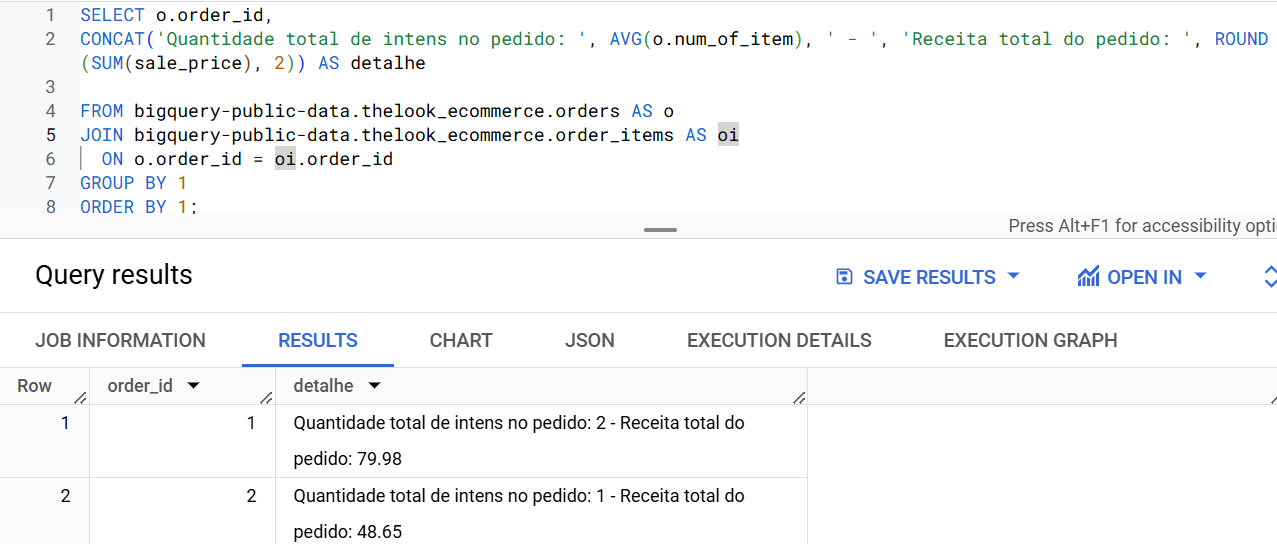 1 SELECT o.order_id,
2 CONCAT('Quantidade total de intens no pedido: ', AVG(o.num_of_item), ' - ', 'Receita total do pedido: ', ROUND
(SUM(sale_price), 2)) AS detalhe
3
4 FROM bigquery-public-data.thelook_ecommerce.orders AS o
5 JOIN bigquery-public-data.thelook_ecommerce.order_items AS oi
6 ON o.order_id = oi.order_id
7 GROUP BY 1
8 ORDER BY 1;
Press Alt+F1 for accessibility opti
Query results
SAVE RESULTS OPEN IN
JOB INFORMATION RESULTS CHART JSON EXECUTION DETAILS EXECUTION GRAPH
Row order_id detalhe
1 1 Quantidade total de intens no pedido: 2 - Receita total do
pedido: 79.98
2 2 Quantidade total de intens no pedido: 1 - Receita total do
pedido: 48.65